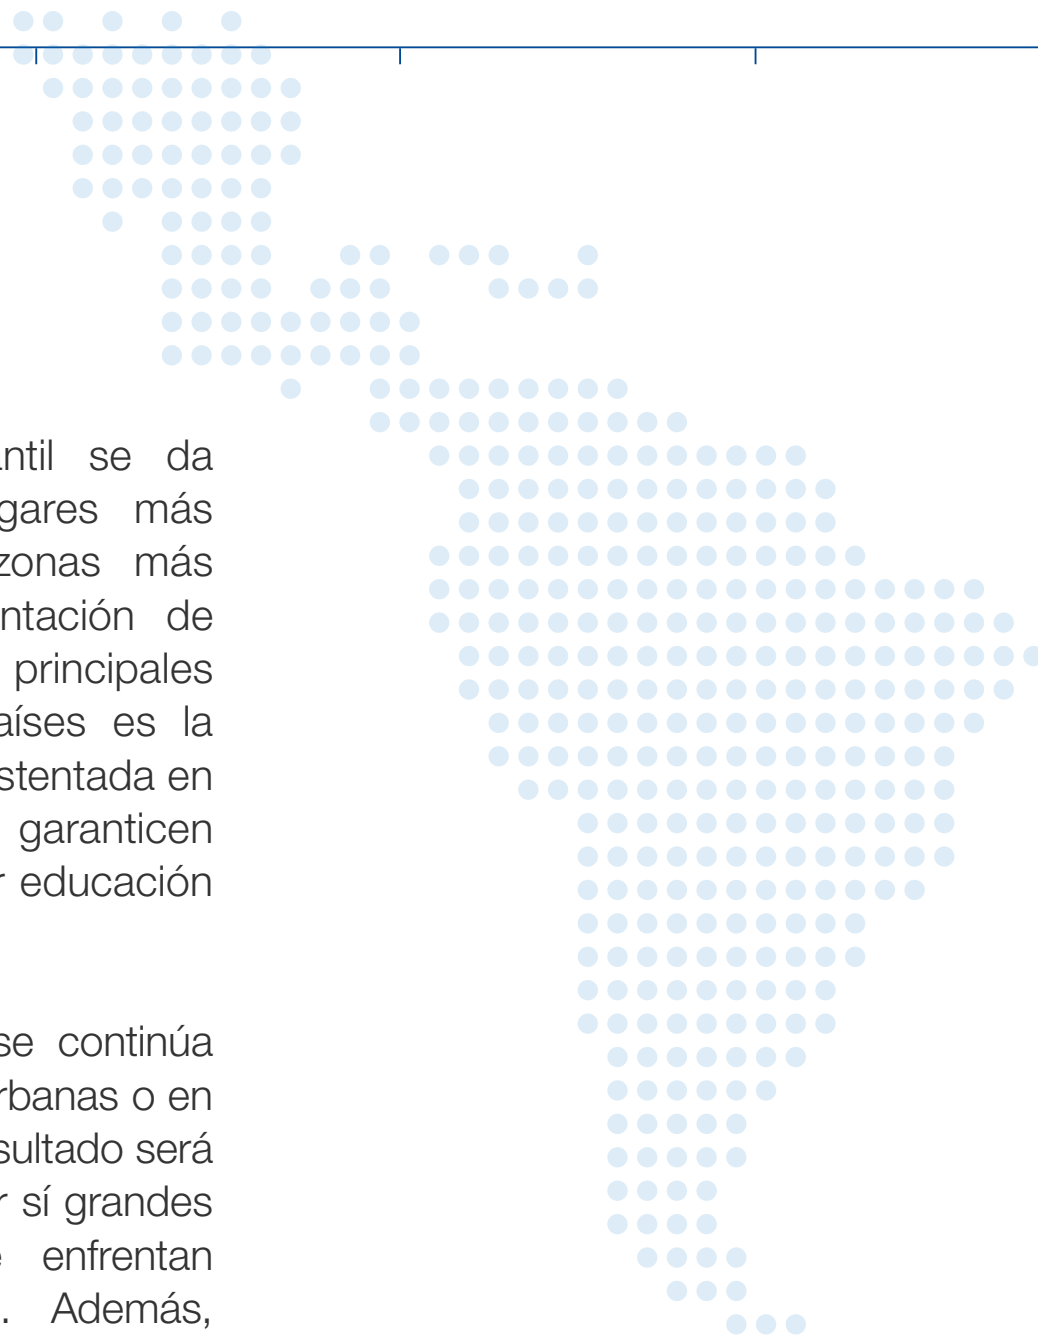 ntil se da
gares más
zonas más
ntación de
principales
aíses es la
stentada en
garanticen
r educación
se continúa
rbanas o en
sultado será
r sí grandes
enfrentan
. Además,